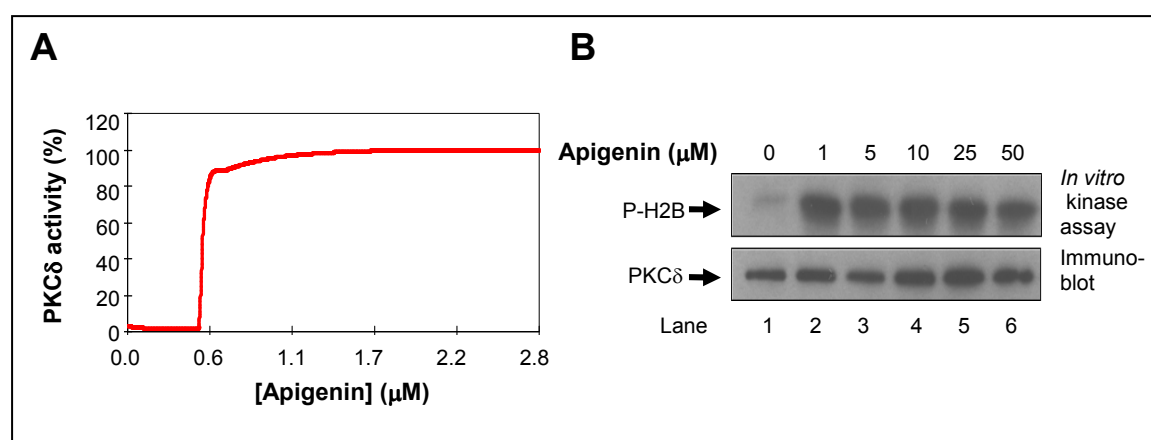 A
PKCδ activity (%)
120
100
80
60
40
20
0
0.0 0.6 1.1 1.7 2.2 2.8
[Apigenin] (μM)
B
Apigenin (μM) 0 1 5 10 25 50
P-H2B
In vitro
kinase
assay
PKCδ
Immuno-
blot
Lane 1 2 3 4 5 6